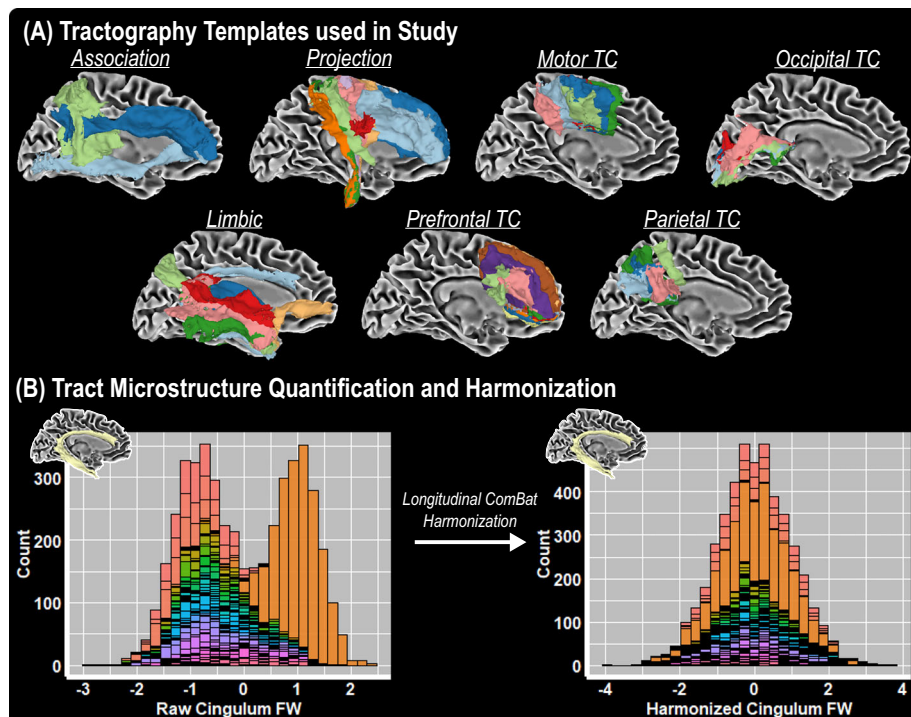 (A) Tractography Templates used in Study
Association
Projection
Motor TC
Occipital TC
Limbic
Prefrontal TC
Parietal TC
(B) Tract Microstructure Quantification and Harmonization
Count
300
200
100
0
-3
-2
-1
0
1
2
Raw Cingulum FW
Longitudinal ComBat
Harmonization
Count
400
300
200
100
0
-4
-2
0
2
4
Harmonized Cingulum FW